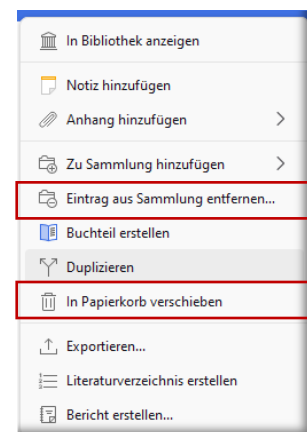 In Bibliothek anzeigen
Notiz hinzufügen
Anhang hinzufügen
Zu Sammlung hinzufügen
Eintrag aus Sammlung entfernen...
Buchteil erstellen
Duplizieren
In Papierkorb verschieben
Exportieren...
Literaturverzeichnis erstellen
Bericht erstellen...